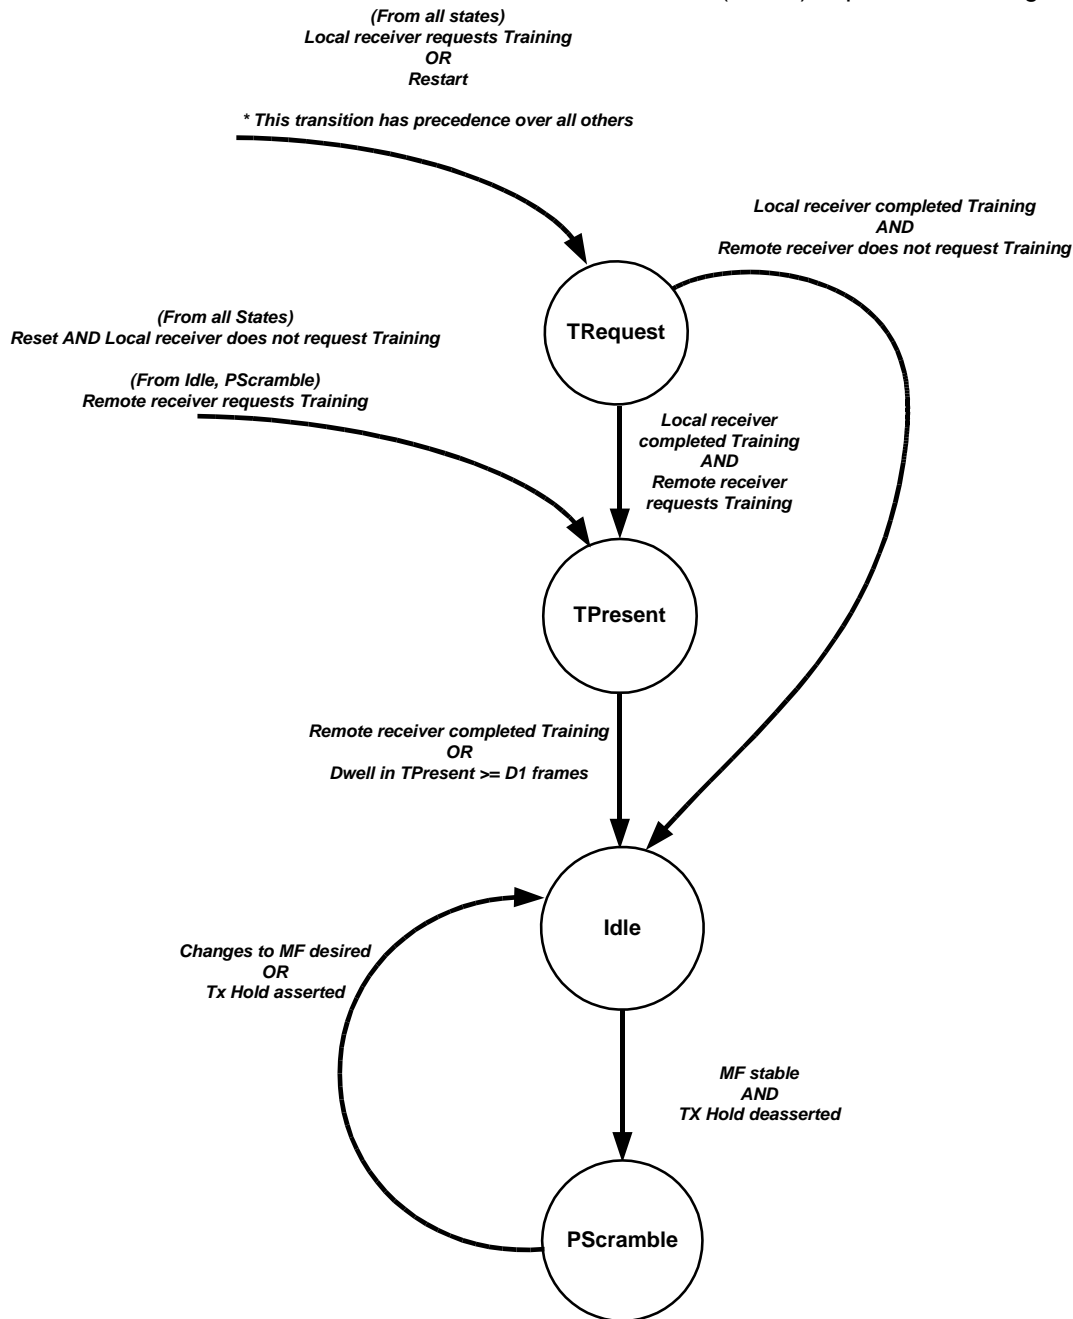 (From all states)
Local receiver requests Training
OR
Restart
* This transition has precedence over all others
Local receiver completed Training
AND
Remote receiver does not request Training
TRequest
(From all States)
Reset AND Local receiver does not request Training
(From Idle, PScramble)
Remote receiver requests Training
Local receiver
completed Training
AND
Remote receiver
requests Training
TPresent
Remote receiver completed Training
OR
Dwell in TPresent >= D1 frames
Idle
Changes to MF desired
OR
Tx Hold asserted
MF stable
AND
TX Hold deasserted
PScramble